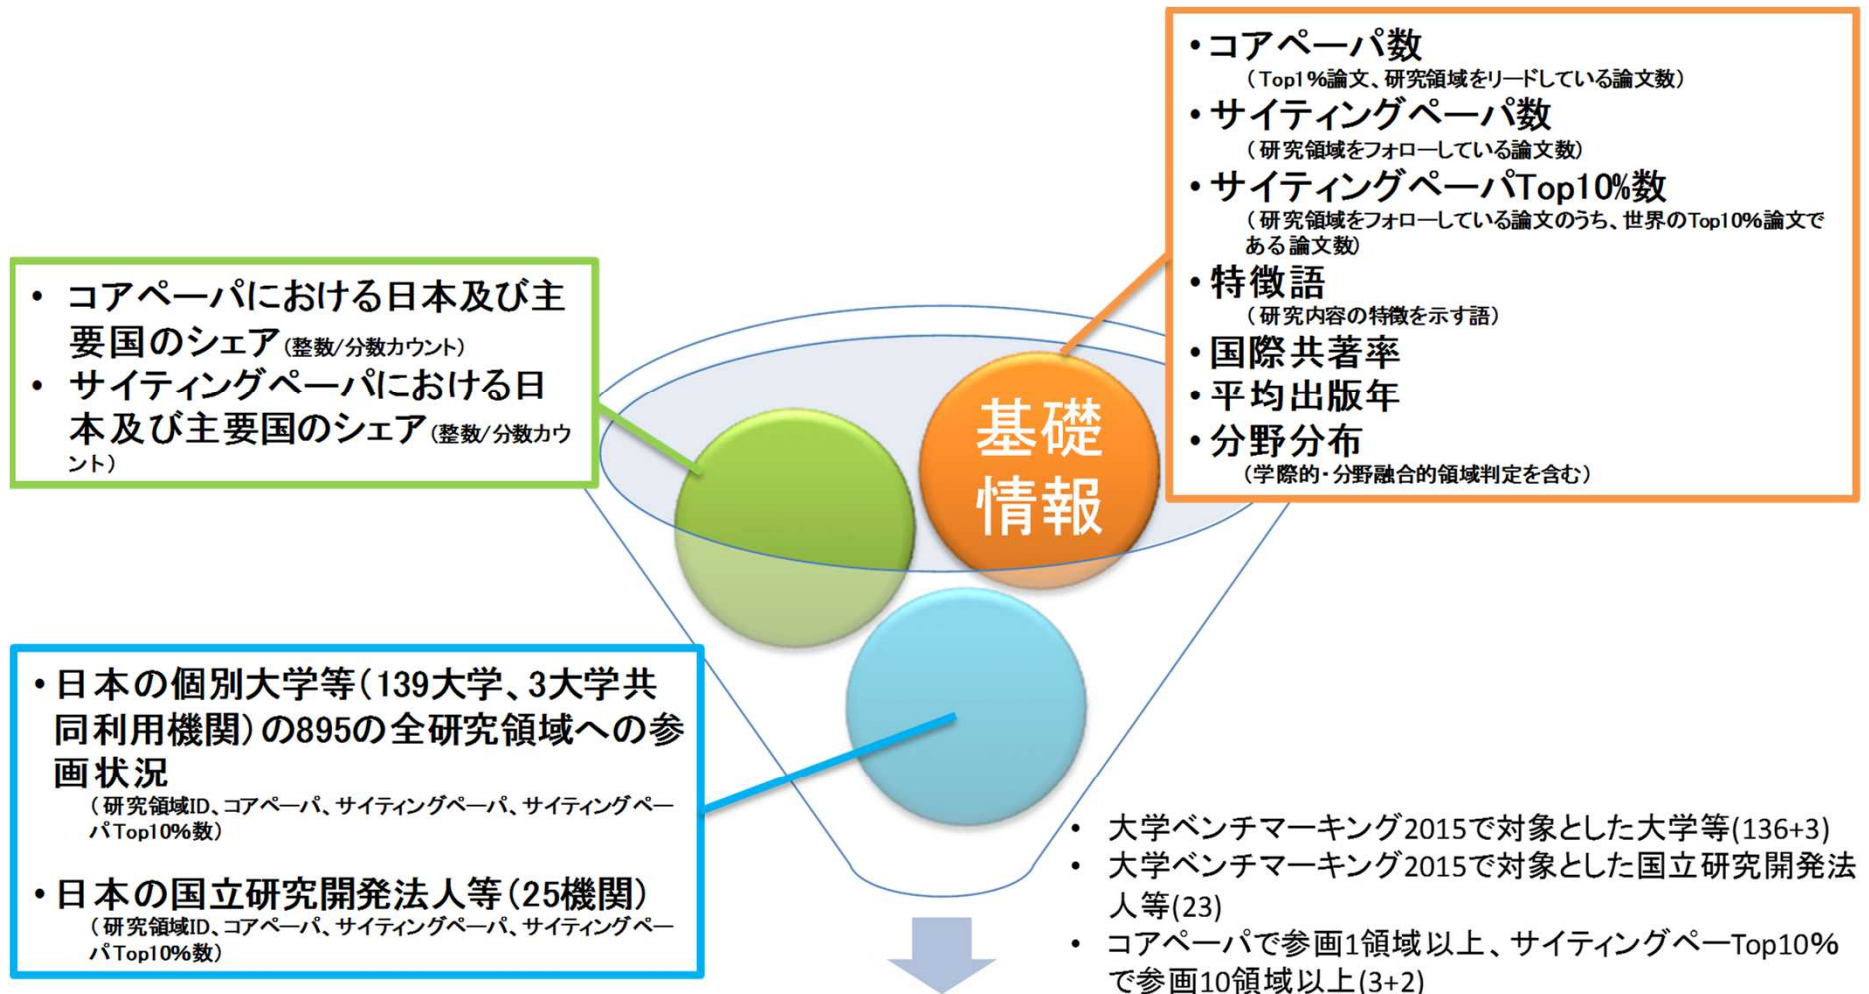 ・コアペーパ数
（Top1%論文、研究領域をリードしている論文数）
・サイティングペーパ数
（研究領域をフォローしている論文数）
・サイティングペーパTop10%数
（研究領域をフォローしている論文のうち、世界のTop10%論文で
ある論文数）
・特徴語
（研究内容の特徴を示す語）
・国際共著率
・平均出版年
・分野分布
（学際的・分野融合的領域判定を含む）
• コアペーパにおける日本及び主
要国のシェア（整数/分数カウント）
• サイティングペーパにおける日
本及び主要国のシェア（整数/分数カウ
ント）
基礎
情報
・日本の個別大学等（139大学、3大学共
同利用機関）の895の全研究領域への参
画状況
（研究領域ID、コアペーパ、サイティングペーパ、サイティングペー
パTop10%数）
・日本の国立研究開発法人等（25機関）
（研究領域ID、コアペーパ、サイティングペーパ、サイティングペー
パTop10%数）
• 大学ベンチマーキング2015で対象とした大学等(136+3)
• 大学ベンチマーキング2015で対象とした国立研究開発法
人等(23)
• コアペーパで参画1領域以上、サイティングペーTop10%
で参画10領域以上(3+2)